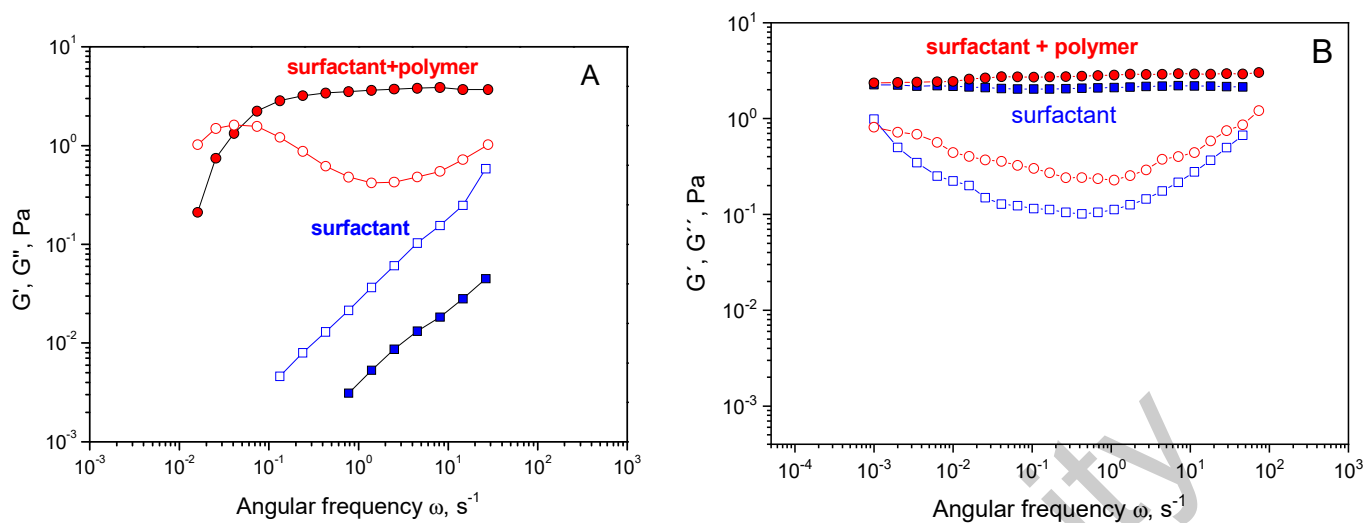 A
surfactant+polymer
surfactant
G', G'', Pa
10¹
10⁰
10⁻¹
10⁻²
10⁻³
10⁻³ 10⁻² 10⁻¹ 10⁰ 10¹ 10² 10³
Angular frequency ω, s⁻¹
B
surfactant + polymer
surfactant
G´, G´´, Pa
10¹
10⁰
10⁻¹
10⁻²
10⁻³
10⁻⁴ 10⁻³ 10⁻² 10⁻¹ 10⁰ 10¹ 10² 10³
Angular frequency ω, s⁻¹
ity